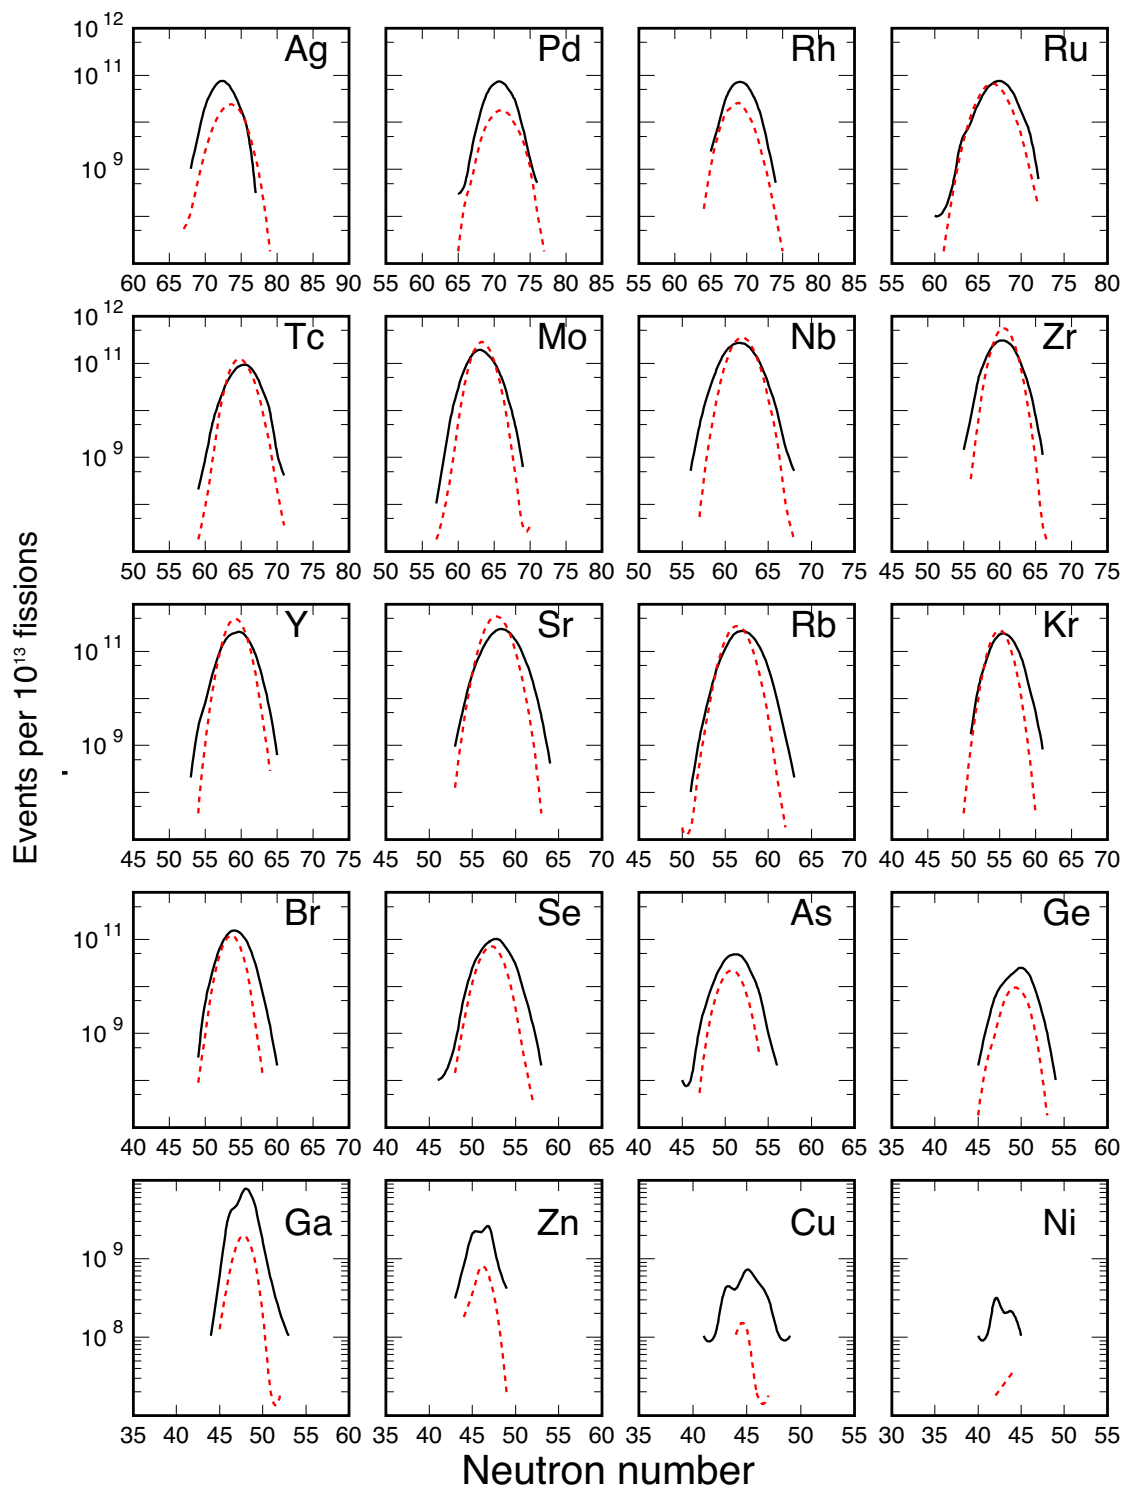 10 12
10 11
10 9
Ag
Pd
Rh
Ru
60 65 70 75 80 85 90
55 60 65 70 75 80 85
55 60 65 70 75 80 85
55 60 65 70 75 80
10 12
10 11
10 9
Tc
Mo
Nb
Zr
50 55 60 65 70 75 80
50 55 60 65 70 75 80
50 55 60 65 70 75
45 50 55 60 65 70 75
Events per 10¹³ fissions
10 11
10 9
Y
Sr
Rb
Kr
45 50 55 60 65 70 75
45 50 55 60 65 70
45 50 55 60 65 70
40 45 50 55 60 65 70
10 11
10 9
Br
Se
As
Ge
40 45 50 55 60 65 70
40 45 50 55 60 65
40 45 50 55 60 65
35 40 45 50 55 60
10 9
10 8
Ga
Zn
Cu
Ni
35 40 45 50 55 60
35 40 45 50 55 60
35 40 45 50 55
30 35 40 45 50 55
Neutron number